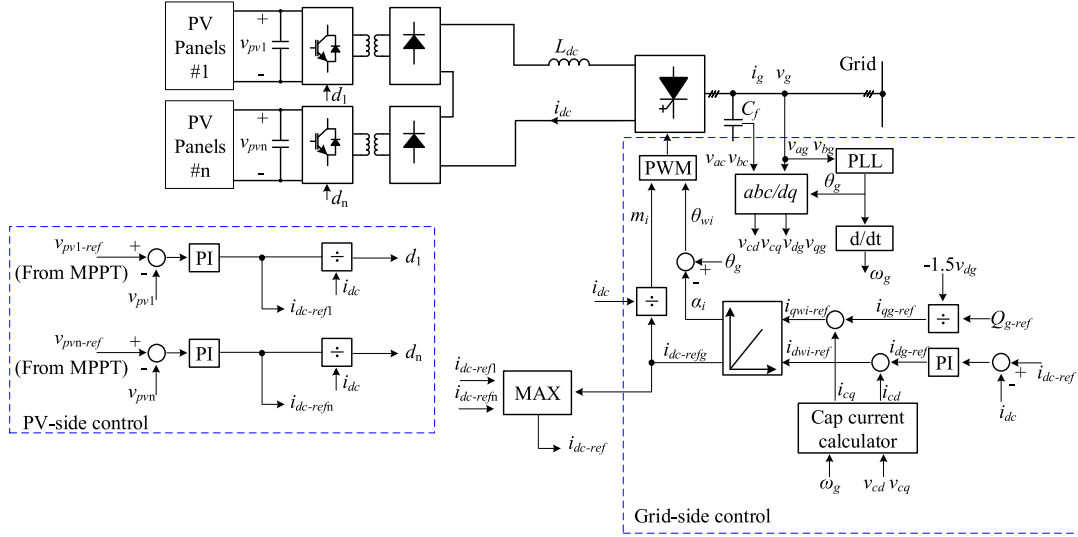 PV
Panels
#1
+
v_pv1
-
d_1
L_dc
i_dc
i_g
v_g
Grid
C_f
PV
Panels
#n
+
v_pvn
-
d_n
v_ac v_bc
v_ag v_bg
PLL
PWM
abc/dq
θ_g
m_i
θ_wi
v_cd v_cq v_dg v_qg
d/dt
ω_g
v_pv1-ref
+
(From MPPT)
-
v_pv1
PI
÷
d_1
i_dc
i_dc-ref1
+
θ_g
-
α_i
-1.5v_dg
i_dc
÷
i_qwi-ref
i_qg-ref
÷
Q_g-ref
v_pvn-ref
+
(From MPPT)
-
v_pvn
PI
÷
d_n
i_dc
i_dc-refn
i_dc-refg
i_dwi-ref
i_dg-ref
PI
+
i_dc-ref
-
i_dc
i_dc-ref1
i_dc-refn
MAX
i_dc-ref
i_cq
i_cd
Cap current
calculator
ω_g
v_cd v_cq
PV-side control
Grid-side control